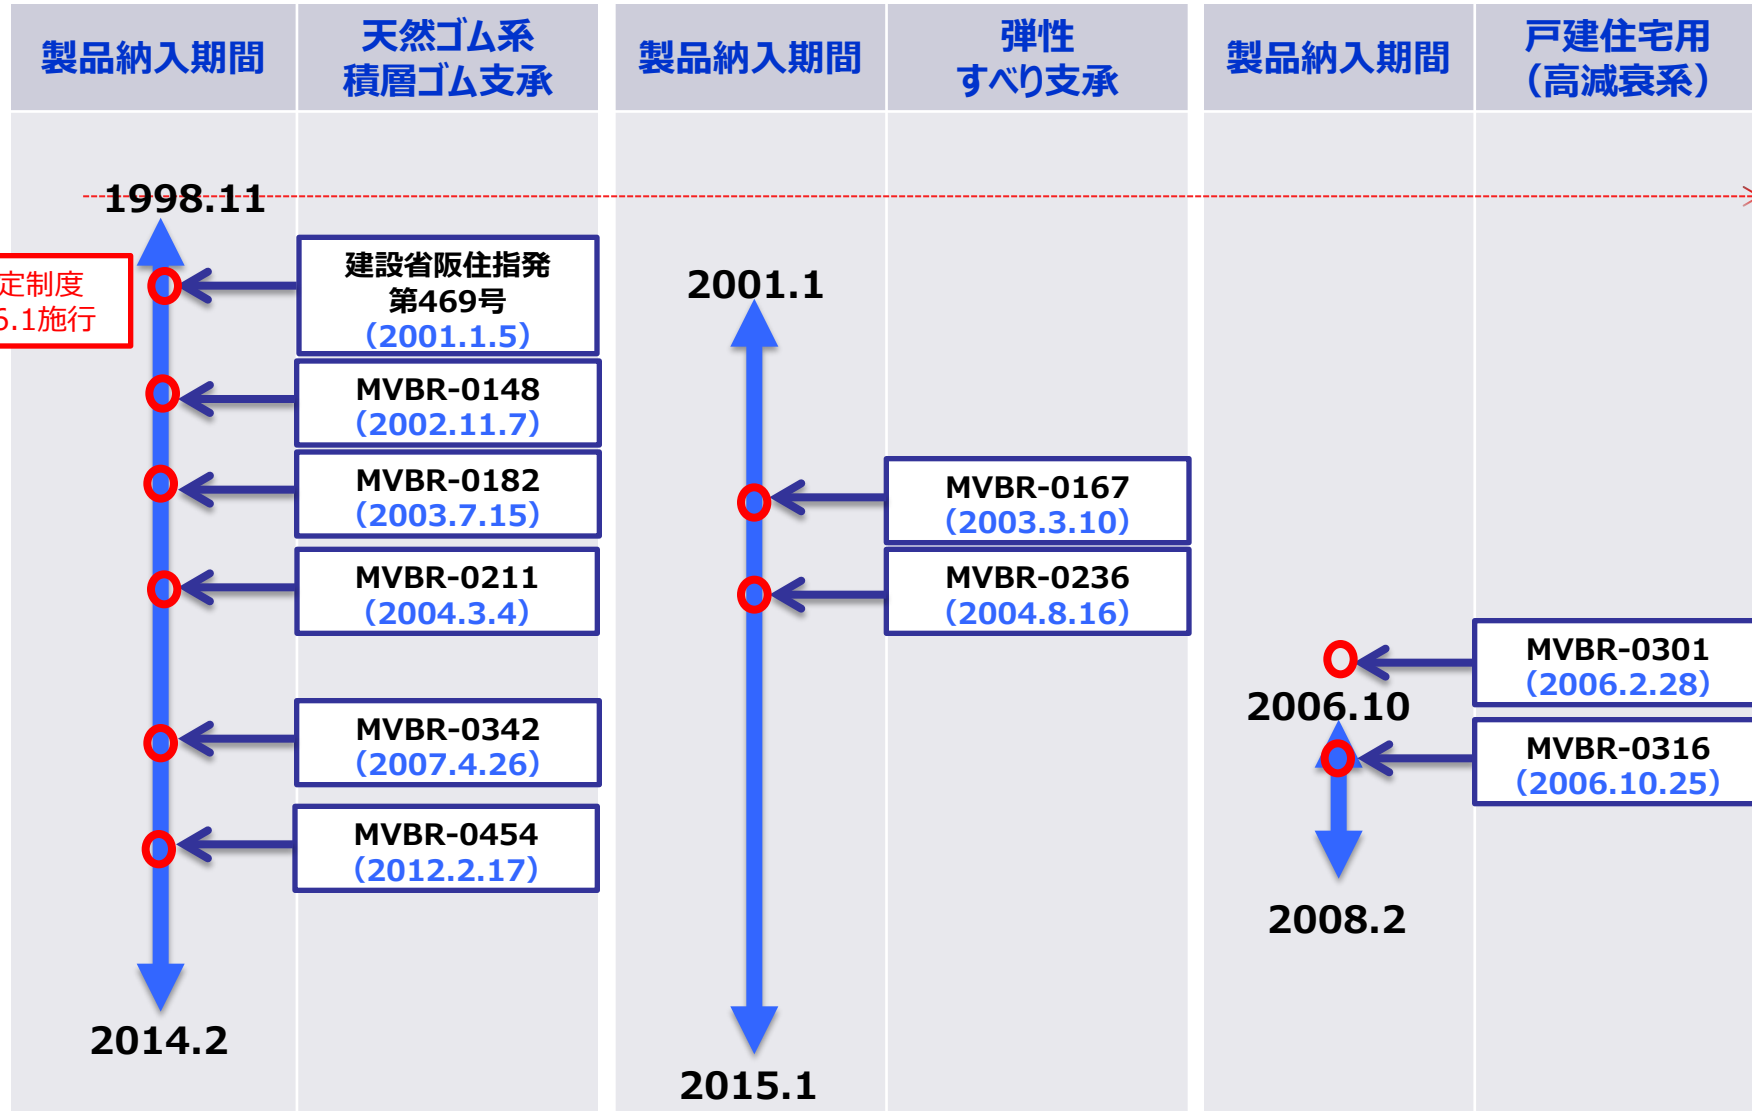 製品納入期間
天然ゴム系
積層ゴム支承
製品納入期間
弾性
すべり支承
製品納入期間
戸建住宅用
（高減衰系）
1998.11
定制度
6.1施行
建設省阪住指発
第469号
（2001.1.5）
MVBR-0148
（2002.11.7）
MVBR-0182
（2003.7.15）
MVBR-0211
（2004.3.4）
MVBR-0342
（2007.4.26）
MVBR-0454
（2012.2.17）
2014.2
2001.1
MVBR-0167
（2003.3.10）
MVBR-0236
（2004.8.16）
2015.1
MVBR-0301
（2006.2.28）
2006.10
MVBR-0316
（2006.10.25）
2008.2